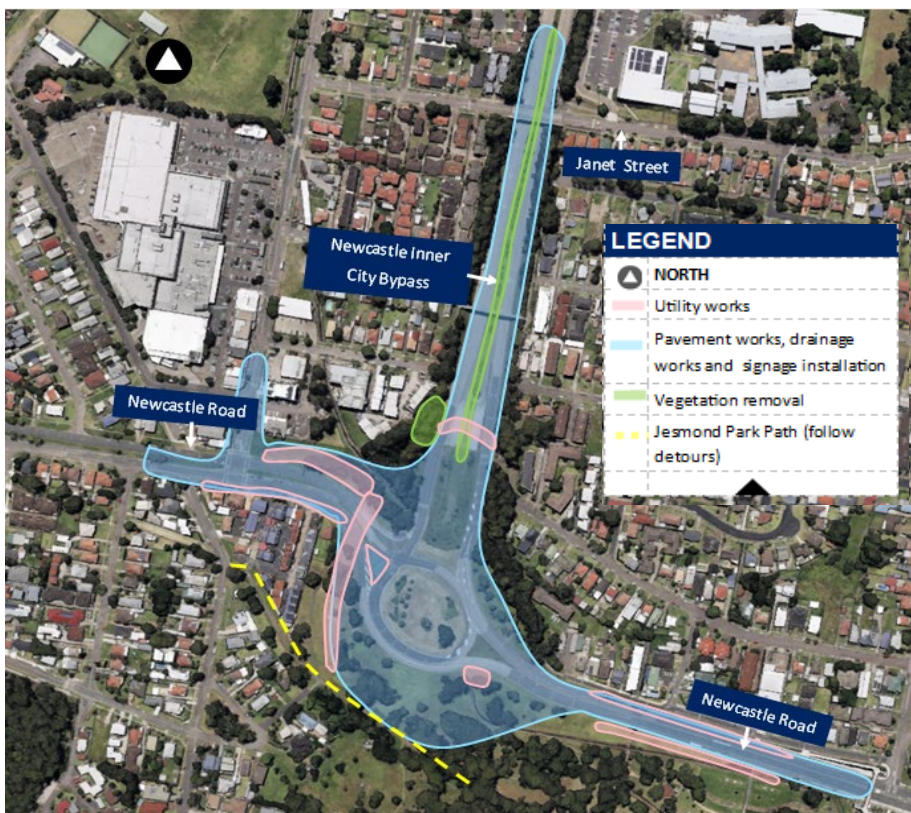 Janet Street
Newcastle Inner
City Bypass
LEGEND
NORTH
Utility works
Pavement works, drainage
works and signage installation
Vegetation removal
Jesmond Park Path (follow
detours)
Newcastle Road
Newcastle Road